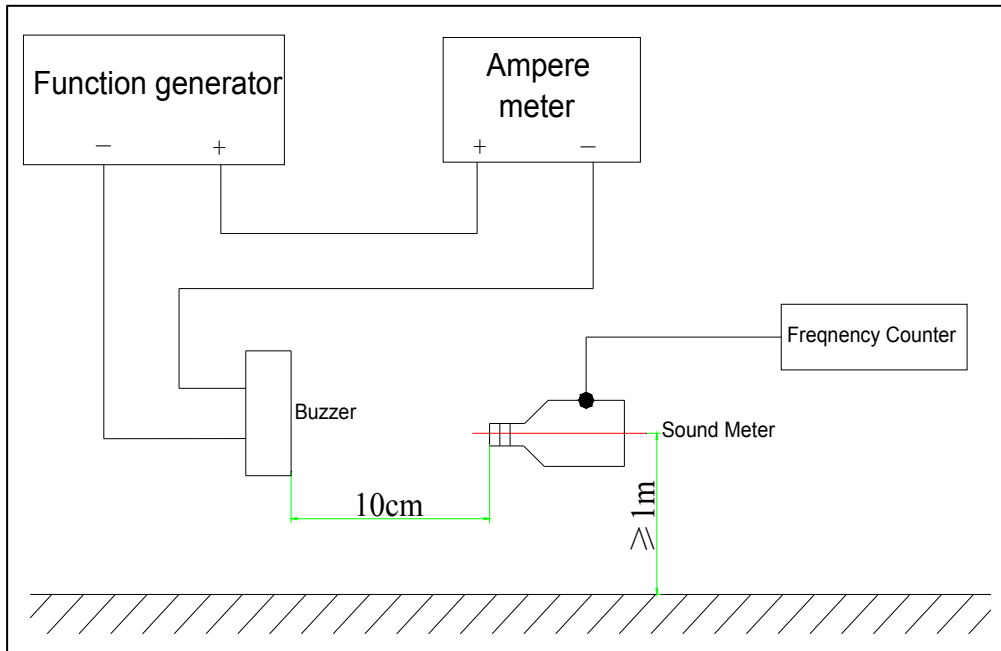 Function generator
− +
Ampere
meter
+ −
Freqnency Counter
Buzzer
Sound Meter
10cm
≥1m